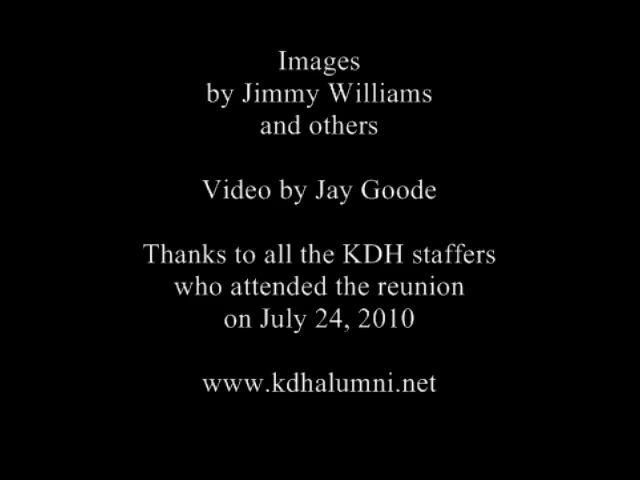 Images
by Jimmy Williams
and others
Video by Jay Goode
Thanks to all the KDH staffers
who attended the reunion
on July 24, 2010
www.kdhalumni.net